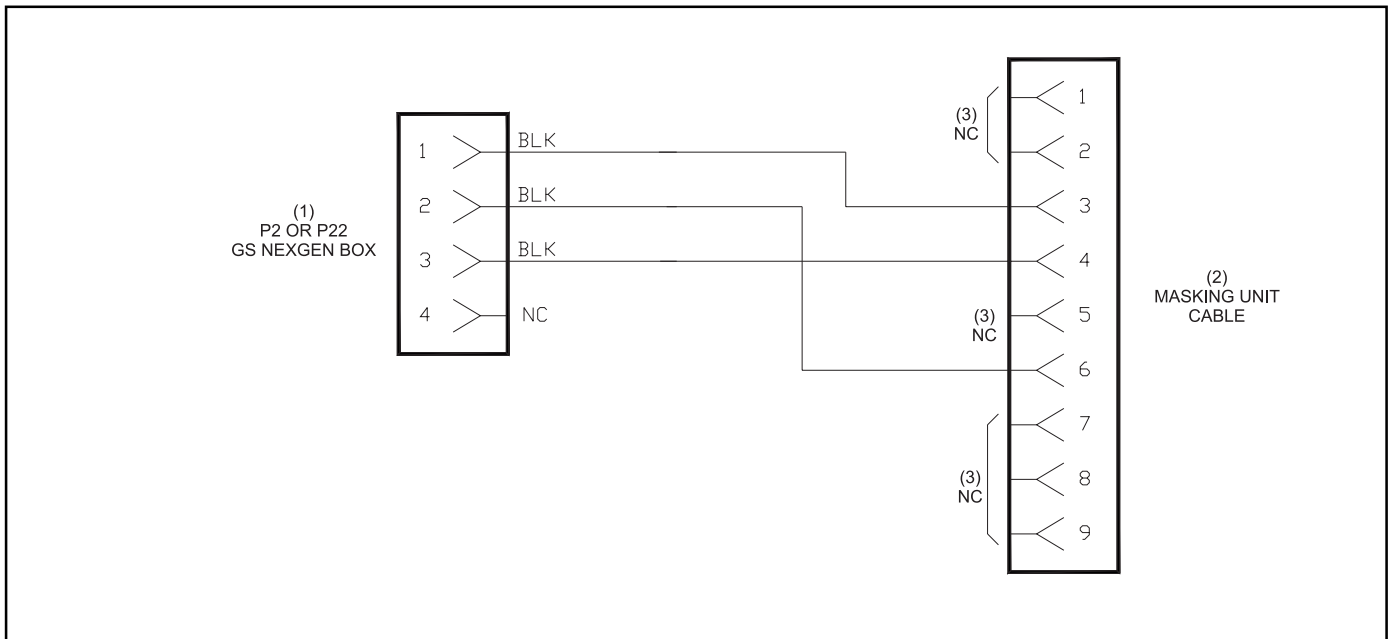 (1)
P2 OR P22
GS NEXGEN BOX
1
BLK
2
BLK
3
BLK
4
NC
(3)
NC
1
2
3
4
(3)
NC
5
6
(3)
NC
7
8
9
(2)
MASKING UNIT
CABLE